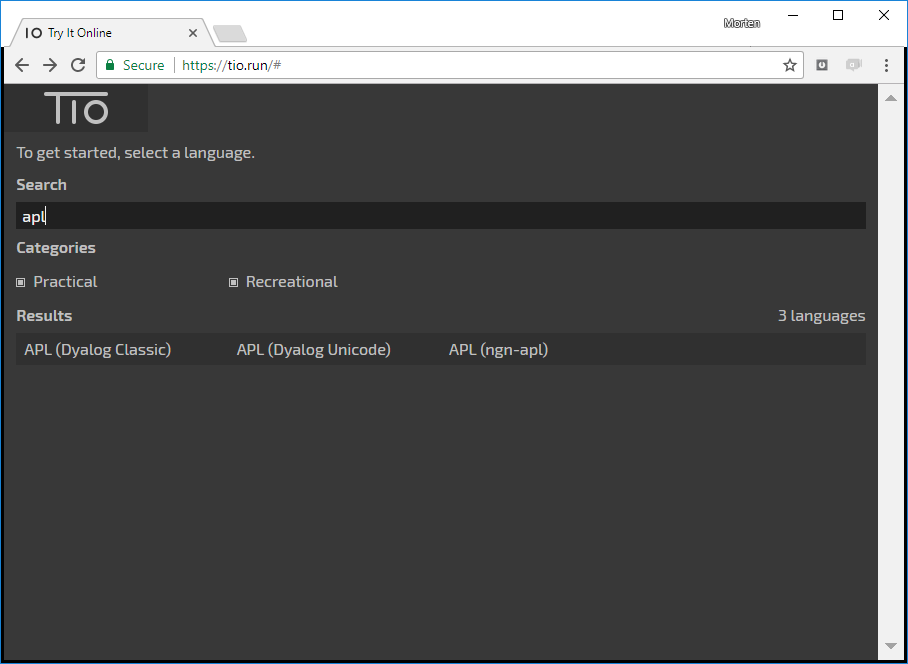 Morten
IO Try It Online
Secure https://tio.run/#
TIO
To get started, select a language.
Search
apl
Categories
Practical Recreational
Results 3 languages
APL (Dyalog Classic) APL (Dyalog Unicode) APL (ngn-apl)